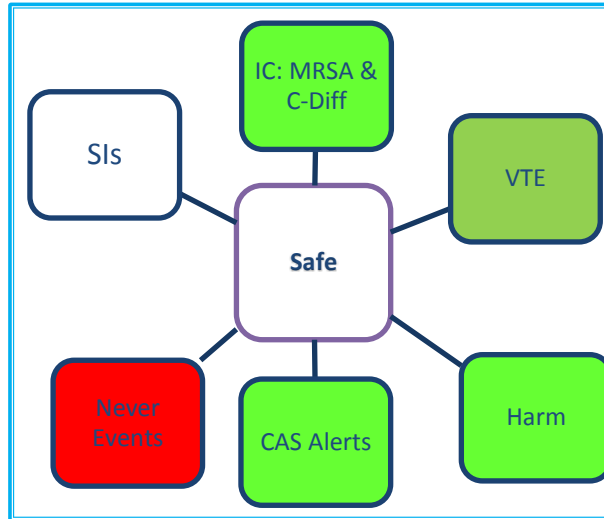 IC: MRSA &
C-Diff
SIs
VTE
Safe
Never
Events
CAS Alerts
Harm